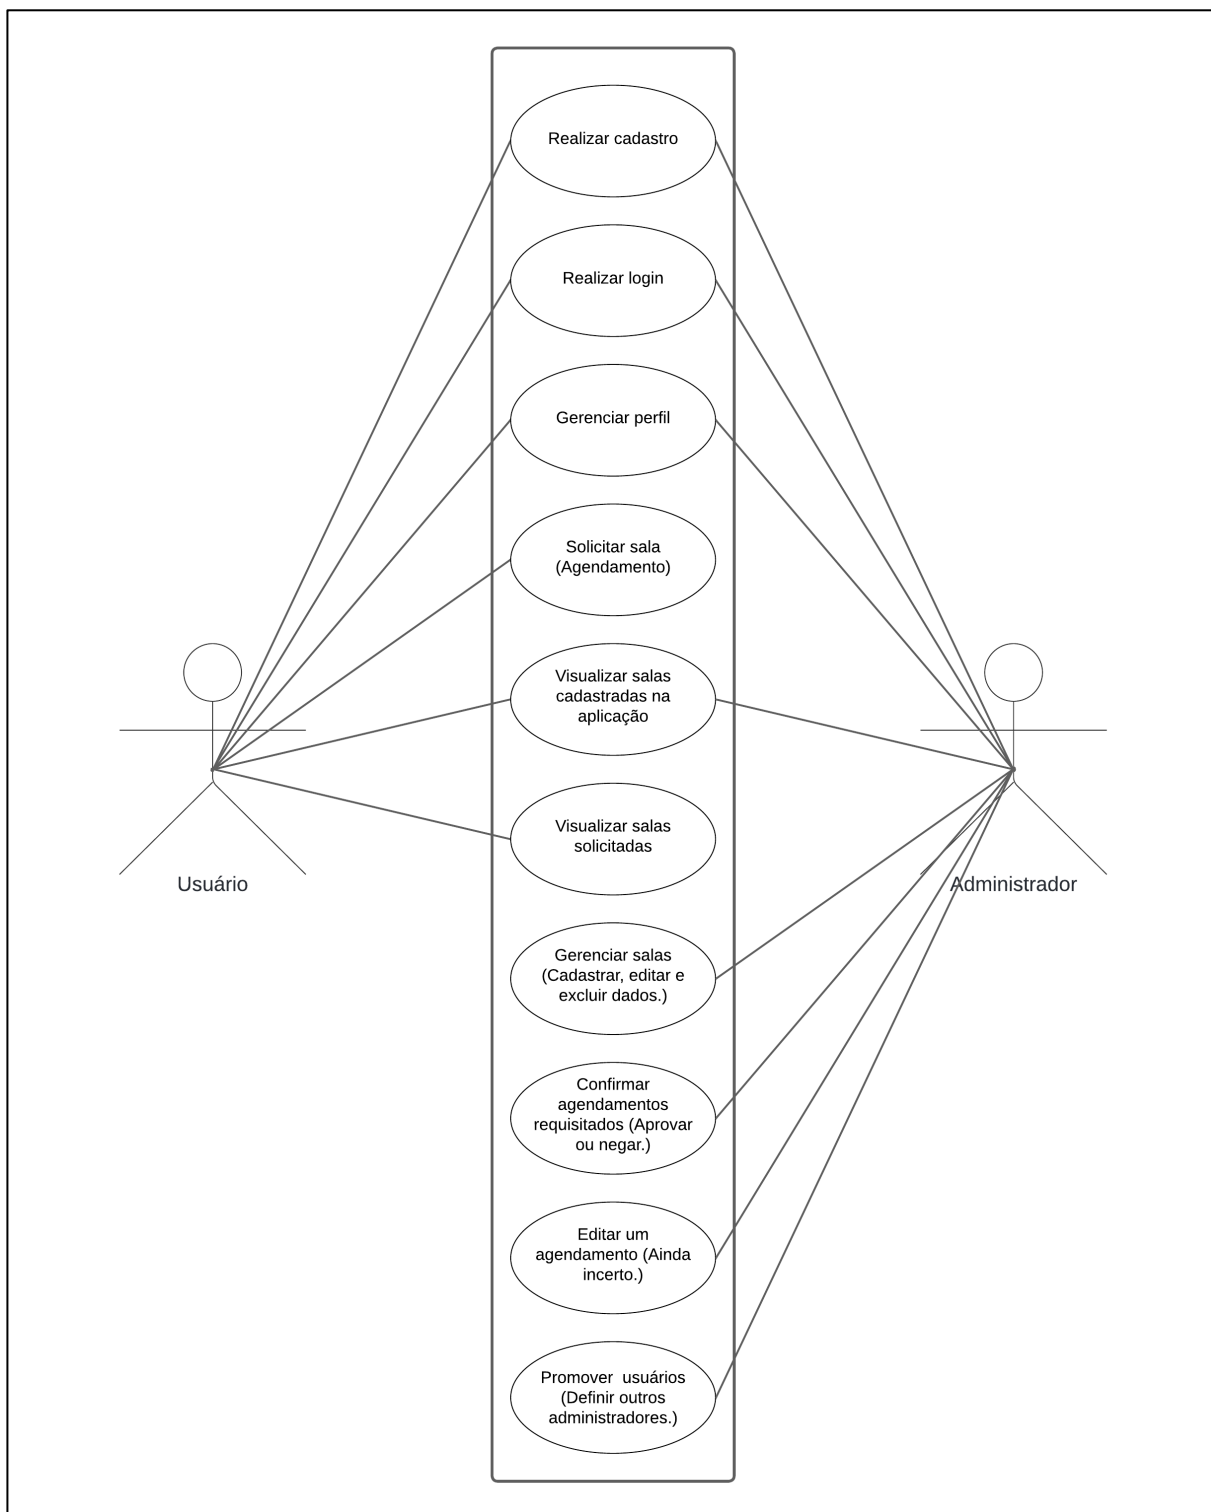 Realizar cadastro
Realizar login
Gerenciar perfil
Solicitar sala
(Agendamento)
Visualizar salas
cadastradas na
aplicação
Visualizar salas
solicitadas
Usuário
Administrador
Gerenciar salas
(Cadastrar, editar e
excluir dados.)
Confirmar
agendamentos
requisitados (Aprovar
ou negar.)
Editar um
agendamento (Ainda
incerto.)
Promover  usuários
(Definir outros
administradores.)